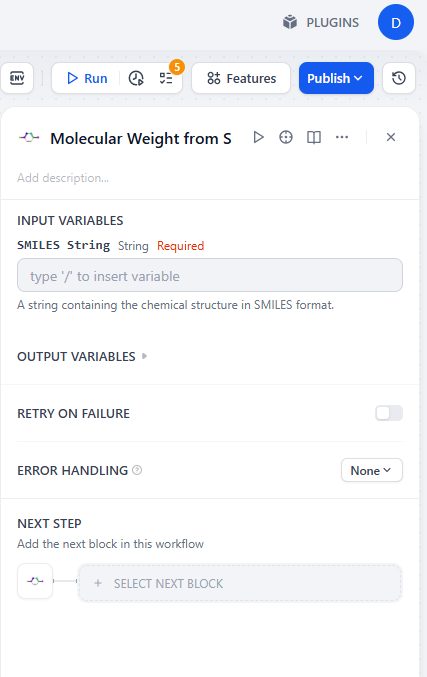 PLUGINS
D
ENV
Run
5
Features
Publish
Molecular Weight from S
Add description...
INPUT VARIABLES
SMILES String String Required
type '/' to insert variable
A string containing the chemical structure in SMILES format.
OUTPUT VARIABLES
RETRY ON FAILURE
ERROR HANDLING ?
None
NEXT STEP
Add the next block in this workflow
+ SELECT NEXT BLOCK